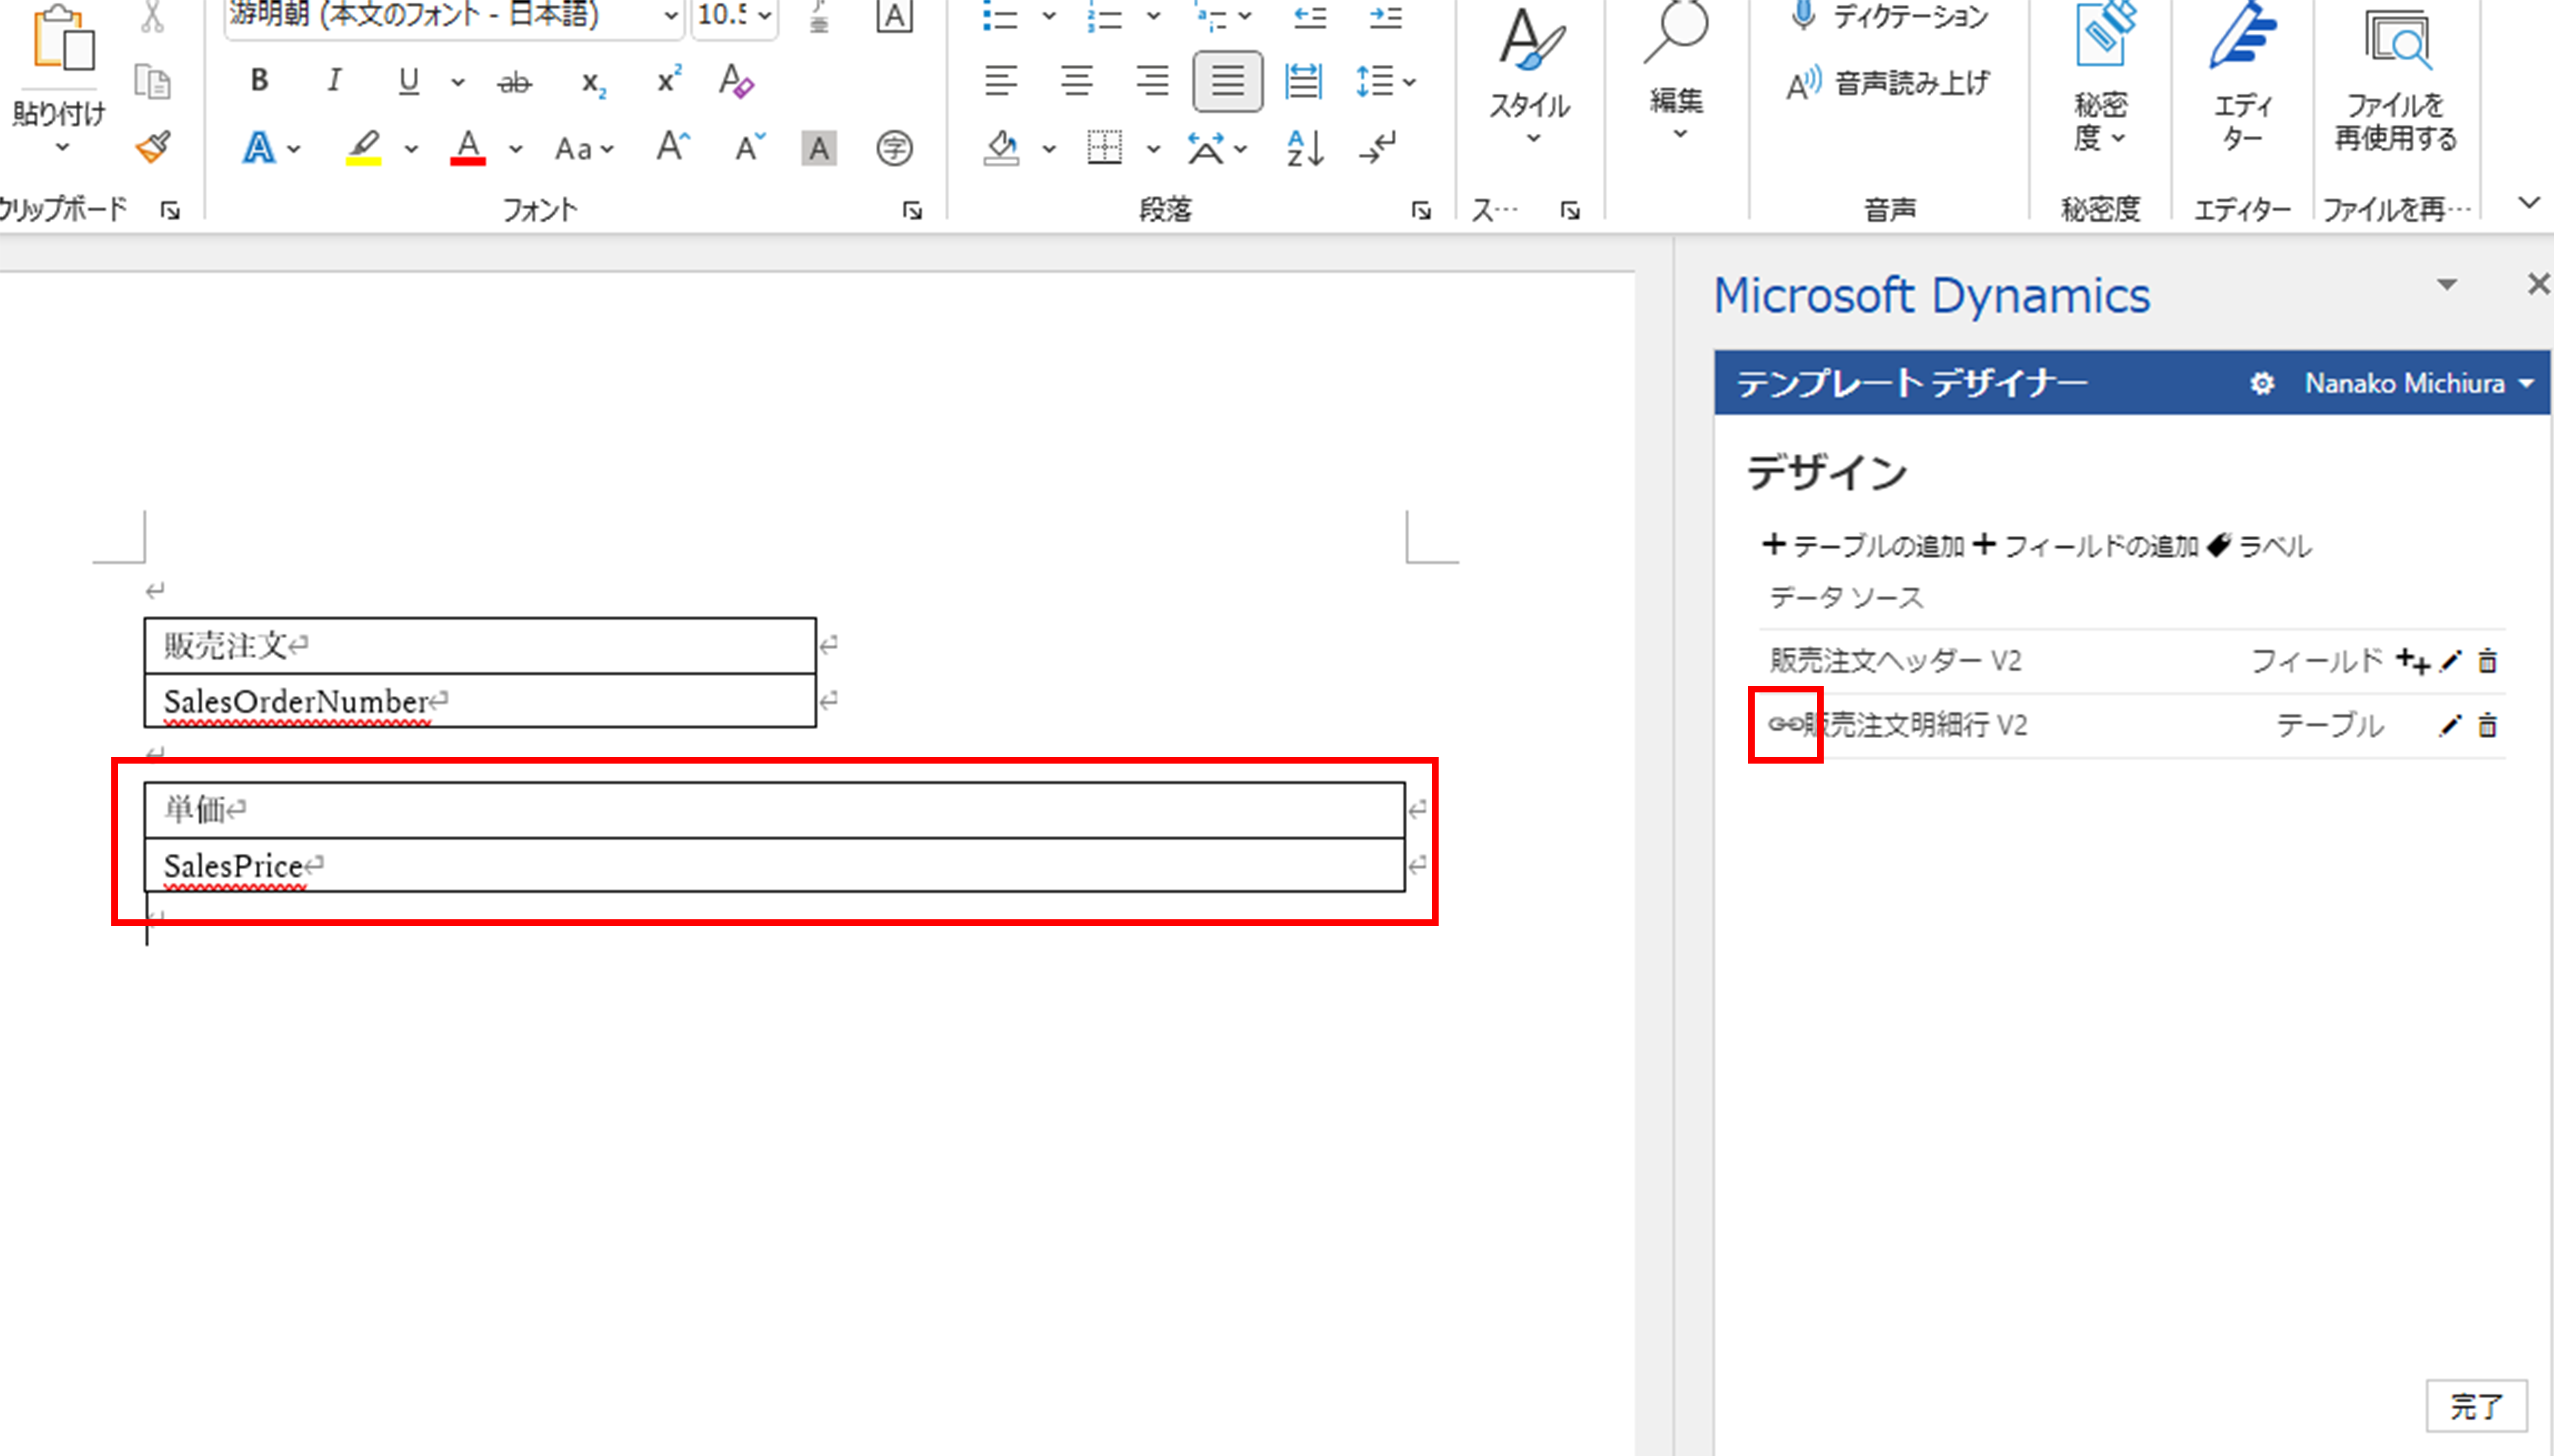 游明朝 (本文のフォント - 日本語)
10.5
A
ディクテーション
貼り付け
B I U ab x₂ x² A
スタイル
編集
音声読み上げ
秘密度
エディター
ファイルを再使用する
A A Aa A A A 字
A Z
クリップボード
フォント
段落
ス…
音声
秘密度
エディター
ファイルを再…
Microsoft Dynamics
テンプレート デザイナー
Nanako Michiura
デザイン
+ テーブルの追加 + フィールドの追加 ラベル
データ ソース
販売注文ヘッダー V2 フィールド
販売注文明細行 V2 テーブル
販売注文
SalesOrderNumber
単価
SalesPrice
完了